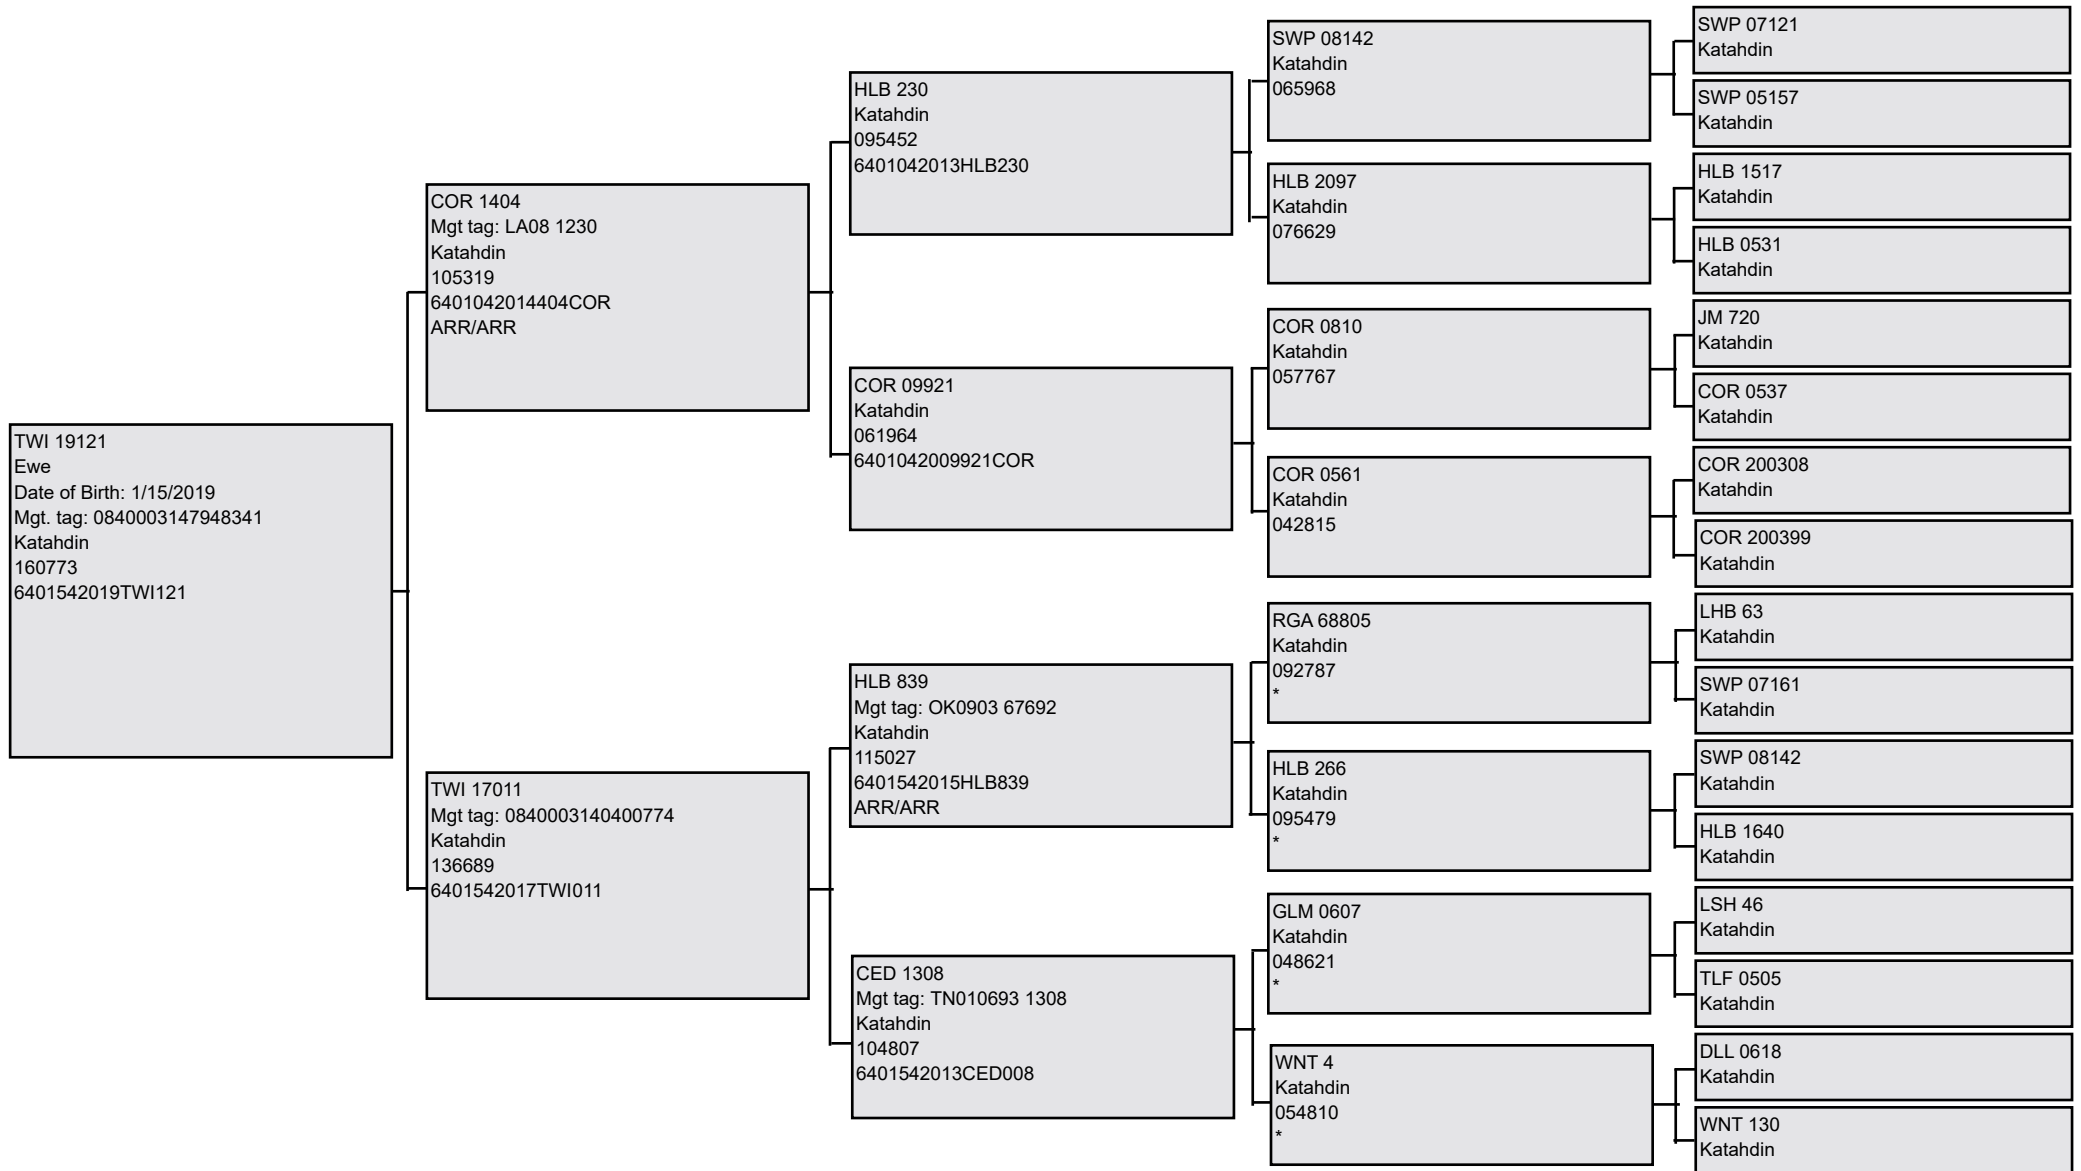 TWI 19121
Ewe
Date of Birth: 1/15/2019
Mgt. tag: 0840003147948341
Katahdin
160773
6401542019TWI121
COR 1404
Mgt tag: LA08 1230
Katahdin
105319
6401042014404COR
ARR/ARR
TWI 17011
Mgt tag: 0840003140400774
Katahdin
136689
6401542017TWI011
HLB 230
Katahdin
095452
6401042013HLB230
COR 09921
Katahdin
061964
6401042009921COR
HLB 839
Mgt tag: OK0903 67692
Katahdin
115027
6401542015HLB839
ARR/ARR
CED 1308
Mgt tag: TN010693 1308
Katahdin
104807
6401542013CED008
SWP 08142
Katahdin
065968
HLB 2097
Katahdin
076629
COR 0810
Katahdin
057767
COR 0561
Katahdin
042815
RGA 68805
Katahdin
092787
*
HLB 266
Katahdin
095479
*
GLM 0607
Katahdin
048621
*
WNT 4
Katahdin
054810
*
SWP 07121
Katahdin
SWP 05157
Katahdin
HLB 1517
Katahdin
HLB 0531
Katahdin
JM 720
Katahdin
COR 0537
Katahdin
COR 200308
Katahdin
COR 200399
Katahdin
LHB 63
Katahdin
SWP 07161
Katahdin
SWP 08142
Katahdin
HLB 1640
Katahdin
LSH 46
Katahdin
TLF 0505
Katahdin
DLL 0618
Katahdin
WNT 130
Katahdin